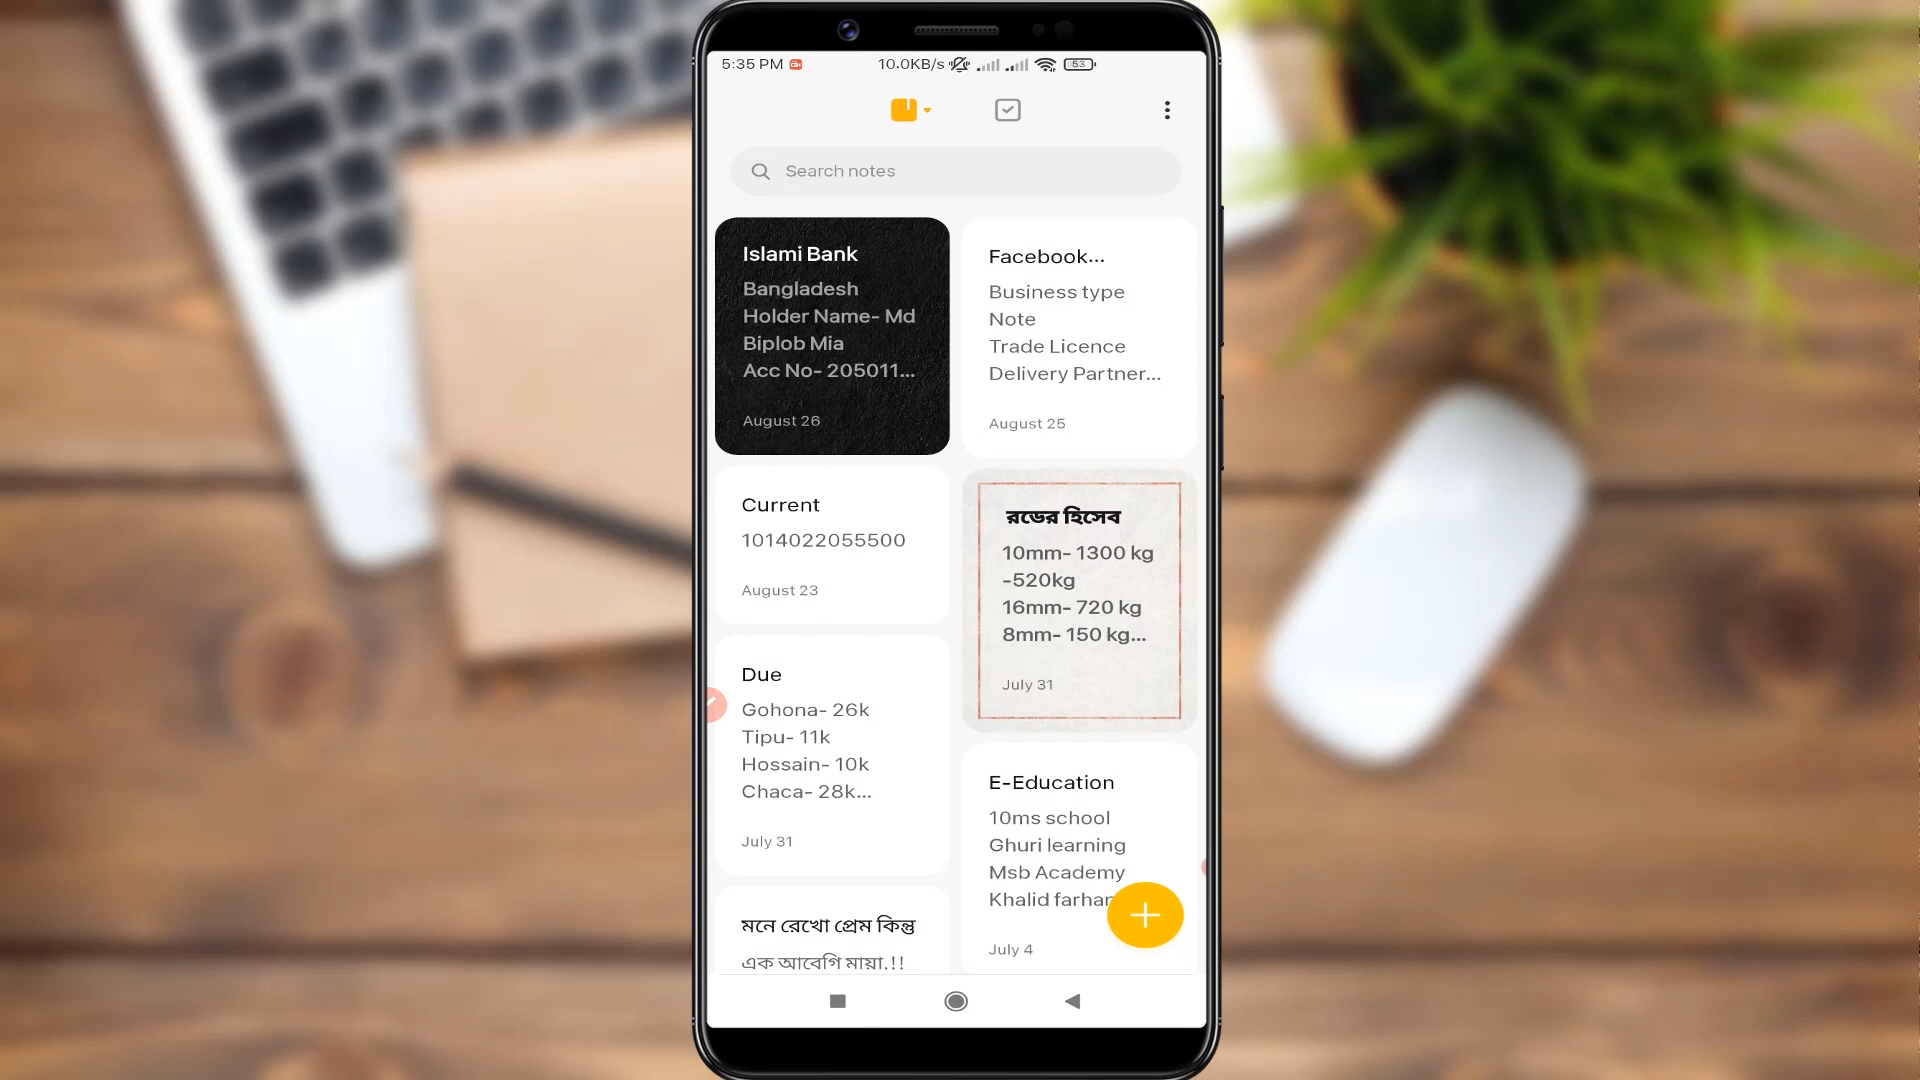 5:35 PM
10.0KB/s
53
Search notes
Islami Bank
Bangladesh
Holder Name- Md
Biplob Mia
Acc No- 205011...
August 26
Facebook...
Business type
Note
Trade Licence
Delivery Partner...
August 25
Current
1014022055500
August 23
রডের হিসেব
10mm- 1300 kg
-520kg
16mm- 720 kg
8mm- 150 kg...
July 31
Due
Gohona- 26k
Tipu- 11k
Hossain- 10k
Chaca- 28k...
July 31
E-Education
10ms school
Ghuri learning
Msb Academy
Khalid farhan
July 4
মনে রেখো প্রেম কিন্তু
এক আবেগি মায়া.!!